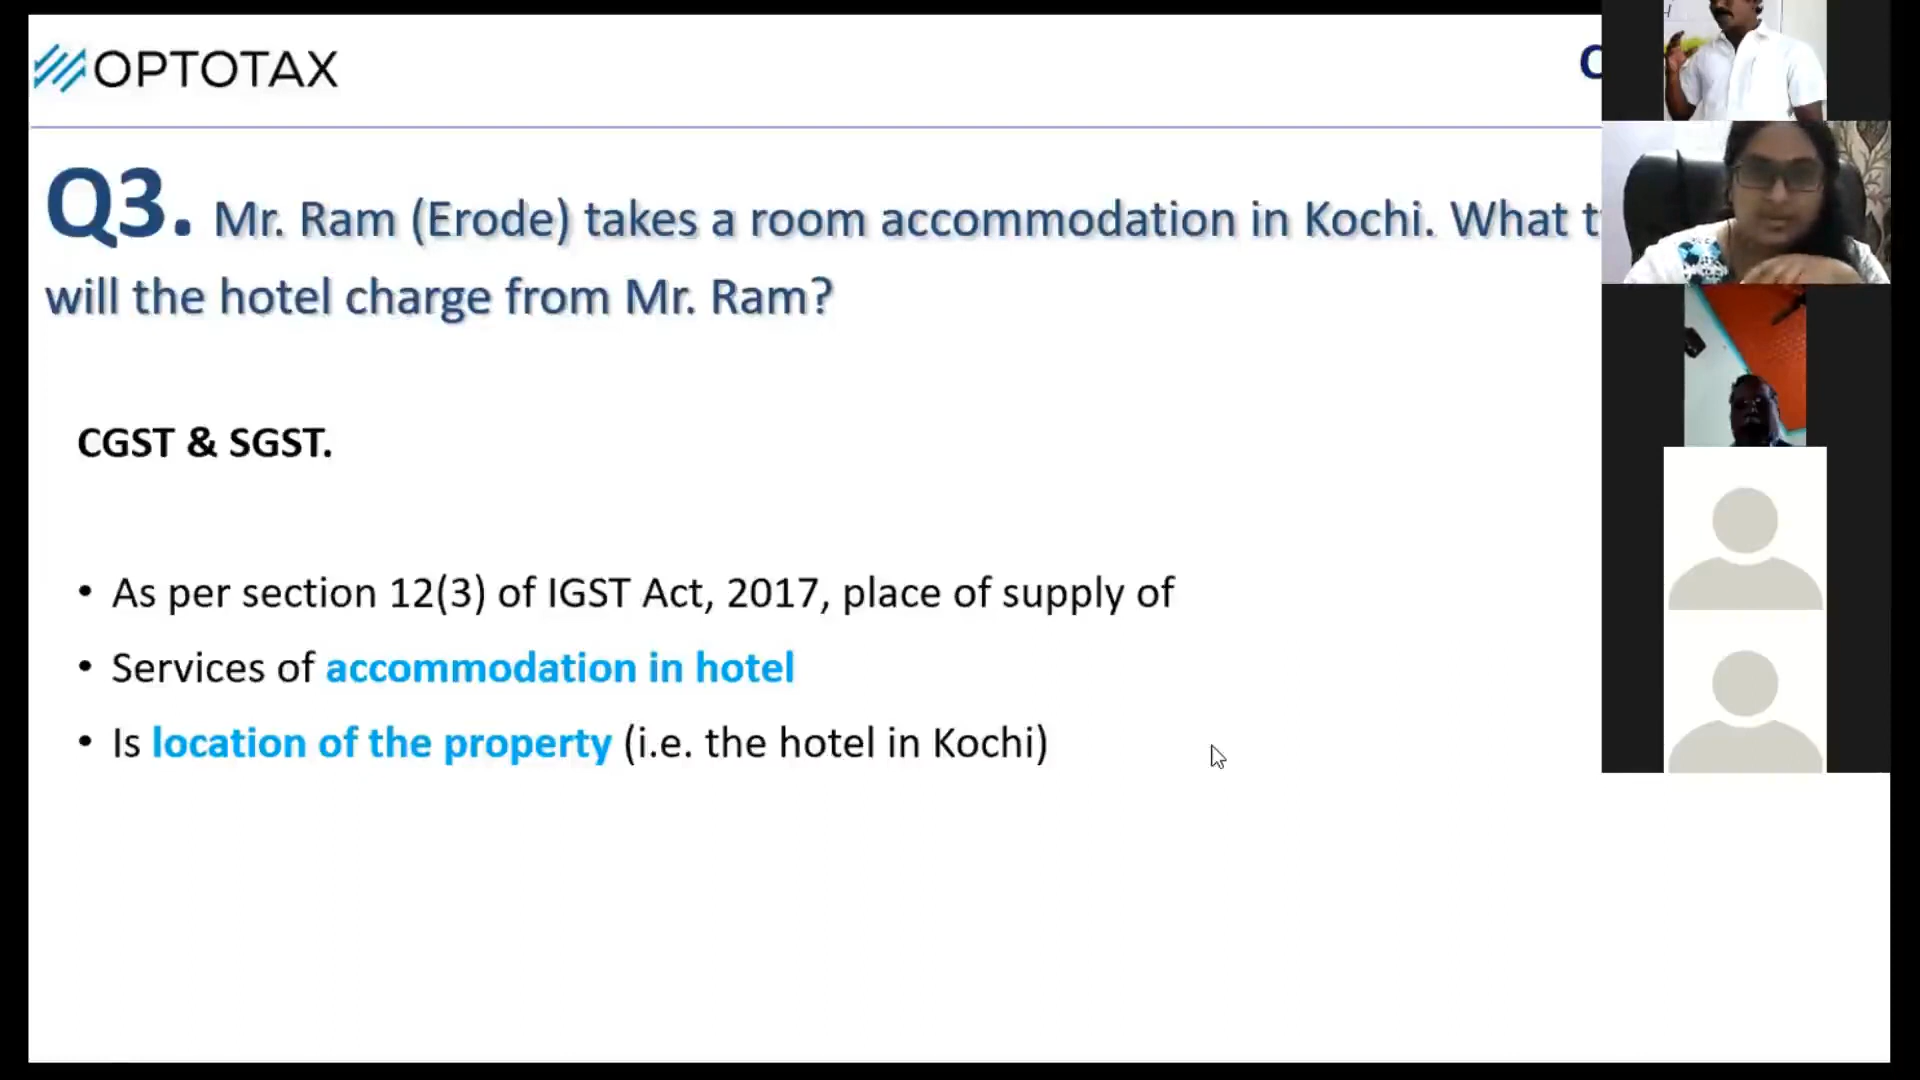 OPTOTAX
Q3. Mr. Ram (Erode) takes a room accommodation in Kochi. What
will the hotel charge from Mr. Ram?
CGST & SGST.
• As per section 12(3) of IGST Act, 2017, place of supply of
• Services of accommodation in hotel
• Is location of the property (i.e. the hotel in Kochi)